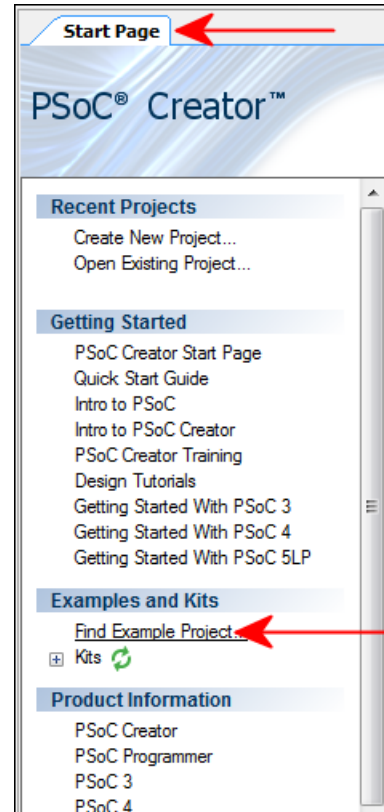 Start Page
PSoC® Creator™
Recent Projects
Create New Project...
Open Existing Project...
Getting Started
PSoC Creator Start Page
Quick Start Guide
Intro to PSoC
Intro to PSoC Creator
PSoC Creator Training
Design Tutorials
Getting Started With PSoC 3
Getting Started With PSoC 4
Getting Started With PSoC 5LP
Examples and Kits
Find Example Project...
Kits
Product Information
PSoC Creator
PSoC Programmer
PSoC 3
PSoC 4